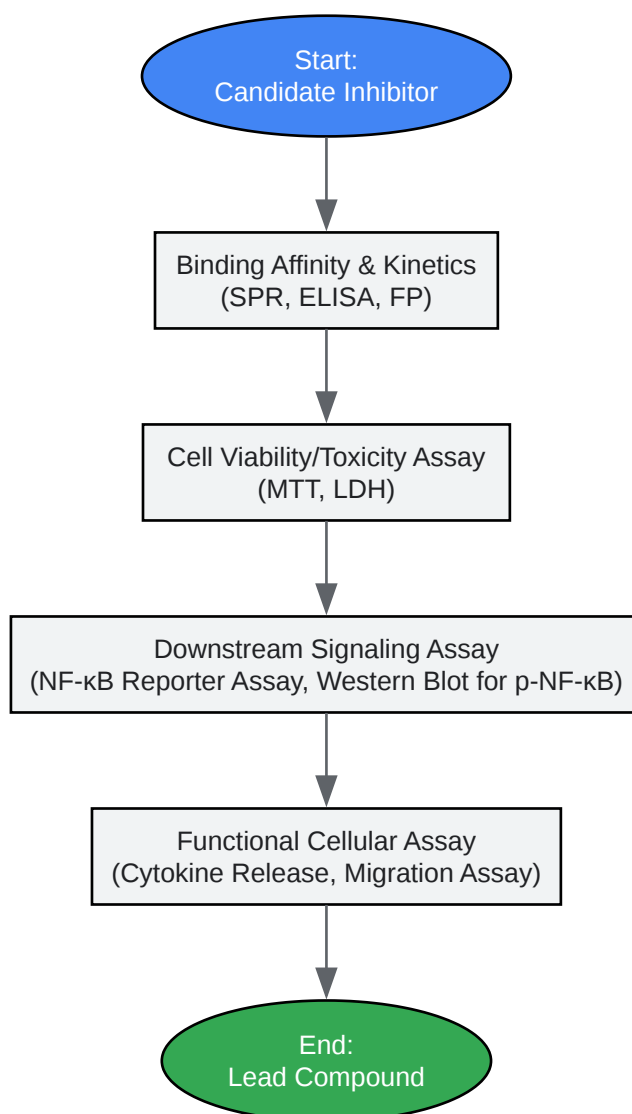 Start:
Candidate Inhibitor
Binding Affinity & Kinetics
(SPR, ELISA, FP)
Cell Viability/Toxicity Assay
(MTT, LDH)
Downstream Signaling Assay
(NF-κB Reporter Assay, Western Blot for p-NF-κB)
Functional Cellular Assay
(Cytokine Release, Migration Assay)
End:
Lead Compound